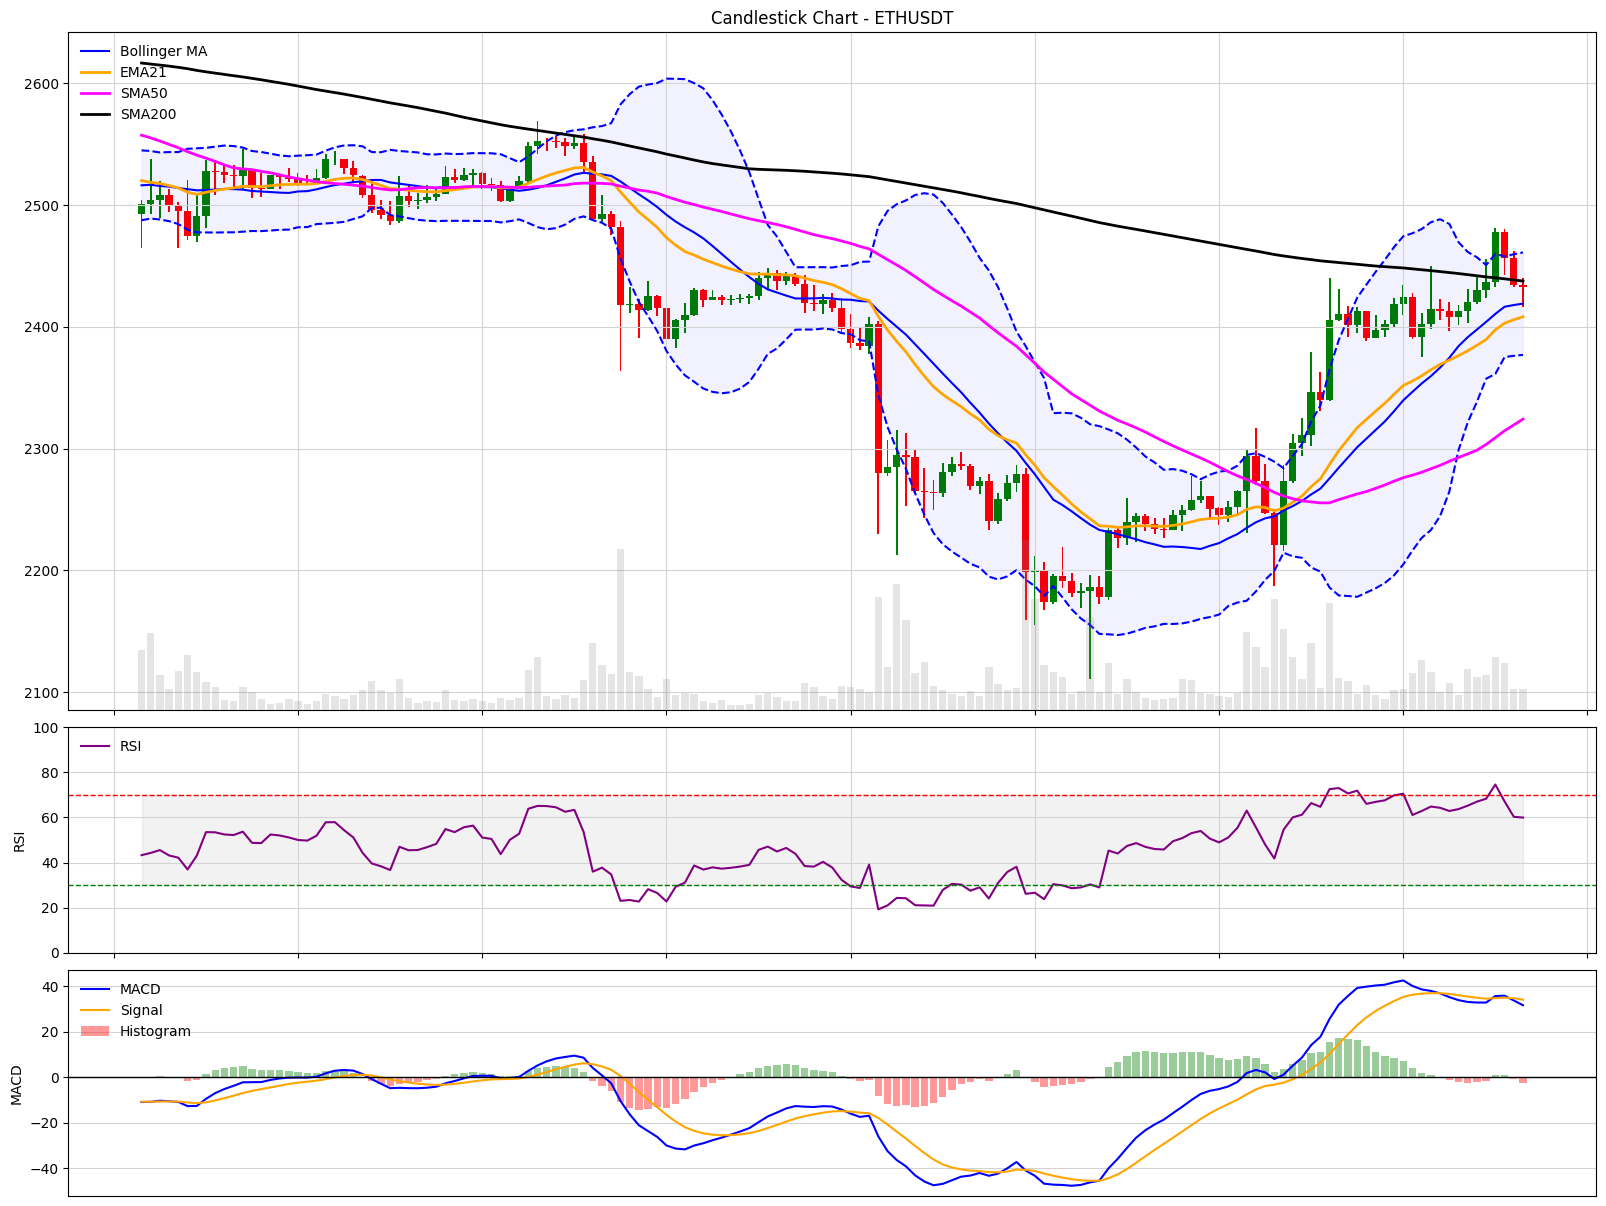 Candlestick Chart - ETHUSDT
Bollinger MA
EMA21
SMA50
SMA200
2600
2500
2400
2300
2200
2100
RSI
100
80
60
40
20
0
RSI
MACD
Signal
Histogram
40
20
0
−20
−40
MACD